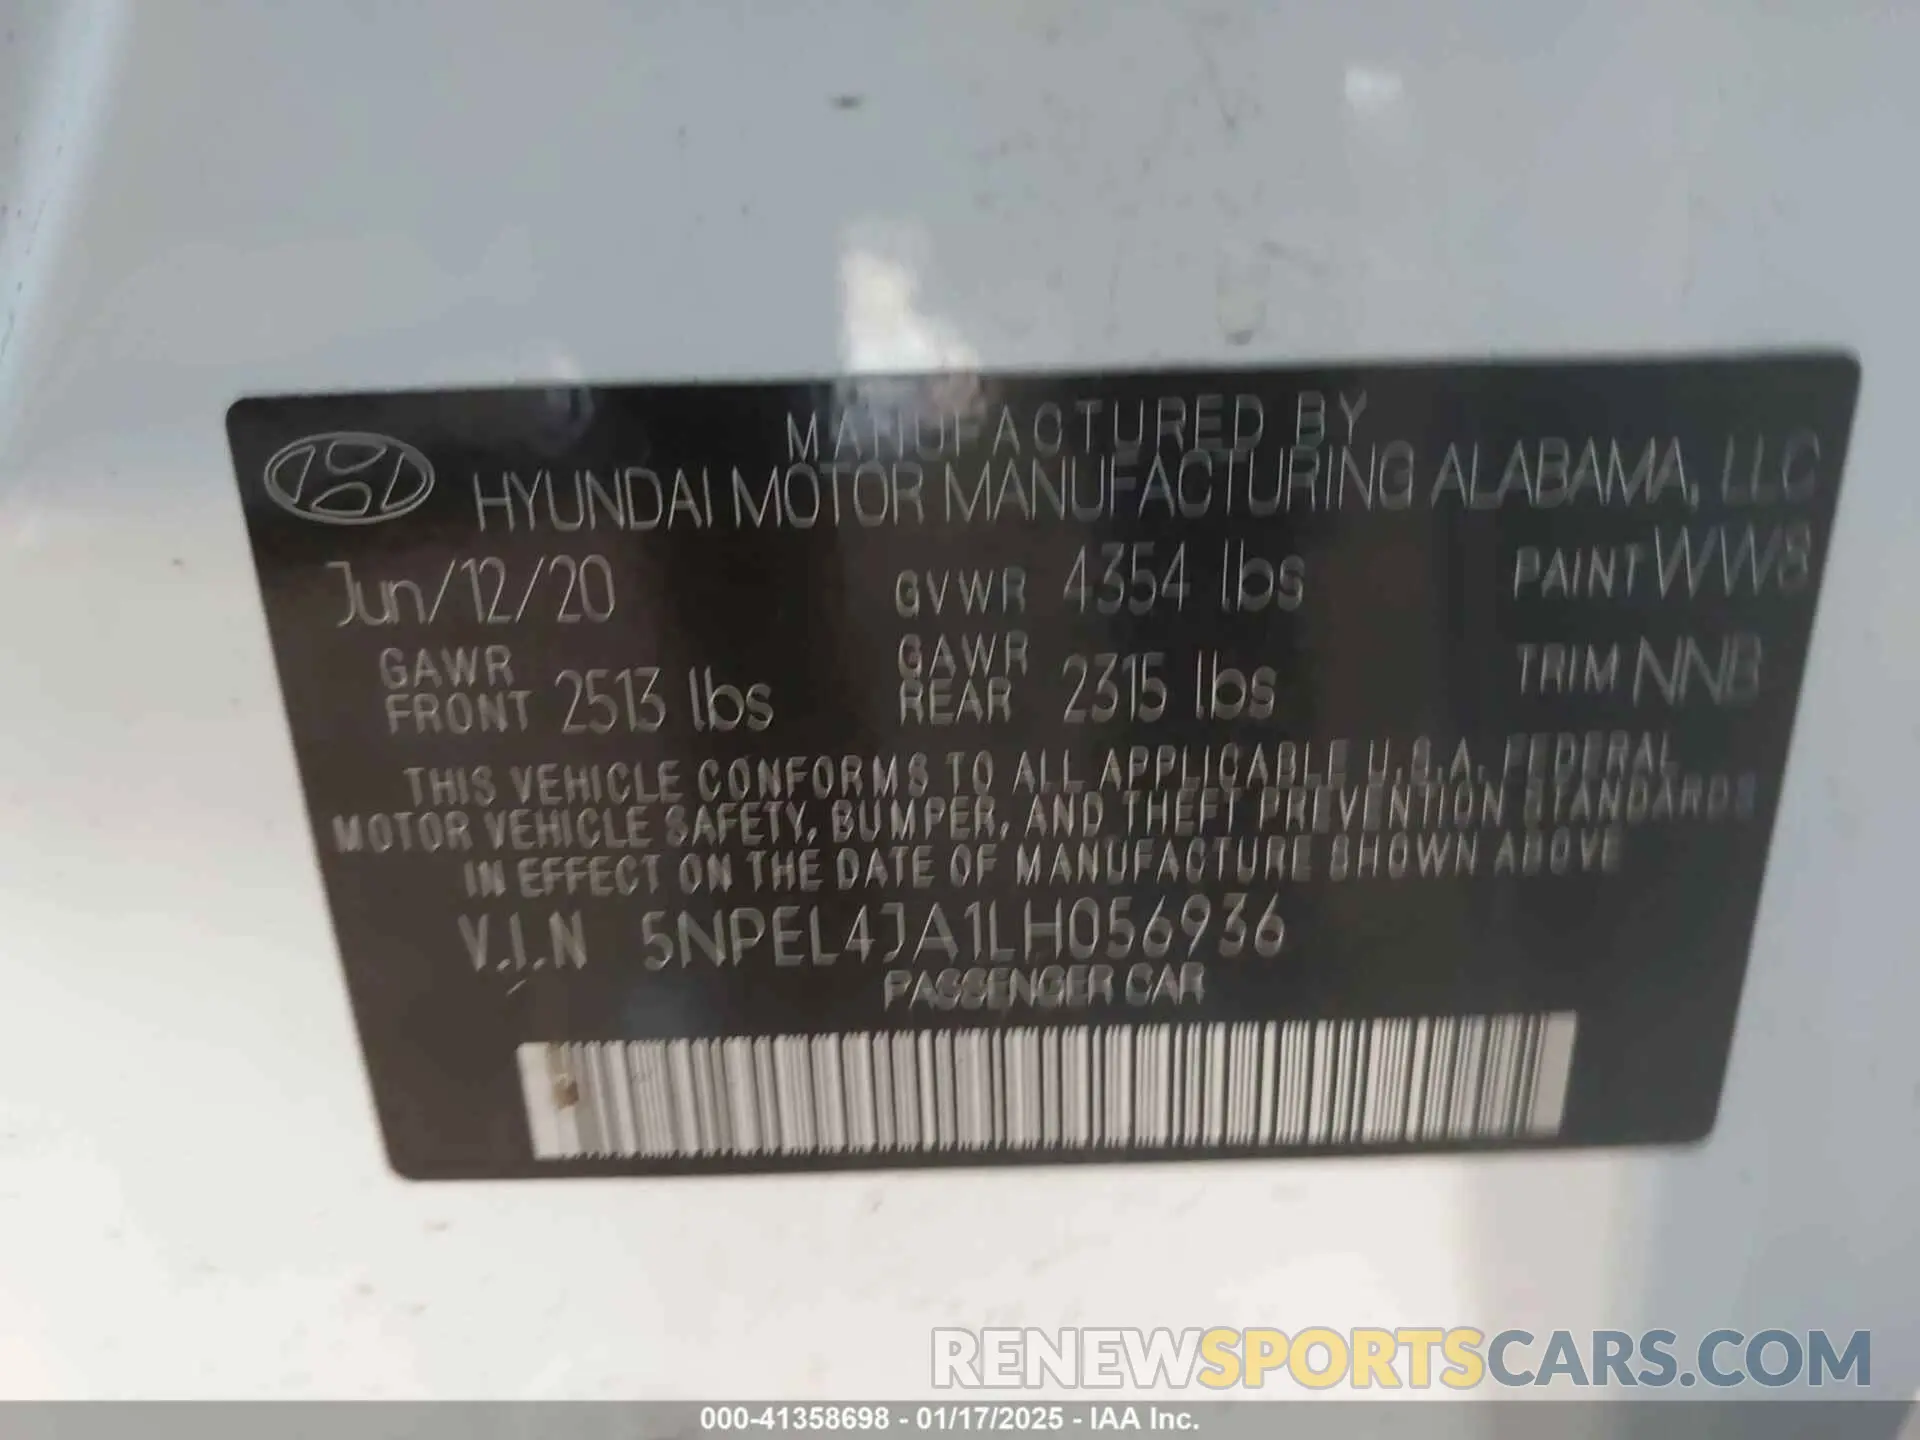 MANUFACTURED BY
HYUNDAI MOTOR MANUFACTURING ALABAMA, LLC
Jun/12/20 GVWR 4354 lbs PAINT WW8
GAWR FRONT 2513 lbs GAWR REAR 2315 lbs TRIM NNB
THIS VEHICLE CONFORMS TO ALL APPLICABLE U.S.A. FEDERAL
MOTOR VEHICLE SAFETY, BUMPER, AND THEFT PREVENTION STANDARDS
IN EFFECT ON THE DATE OF MANUFACTURE SHOWN ABOVE
V.I.N 5NPEL4JA1LH056936
PASSENGER CAR
RENEWSPORTSCARS.COM
000-41358698 - 01/17/2025 - IAA Inc.